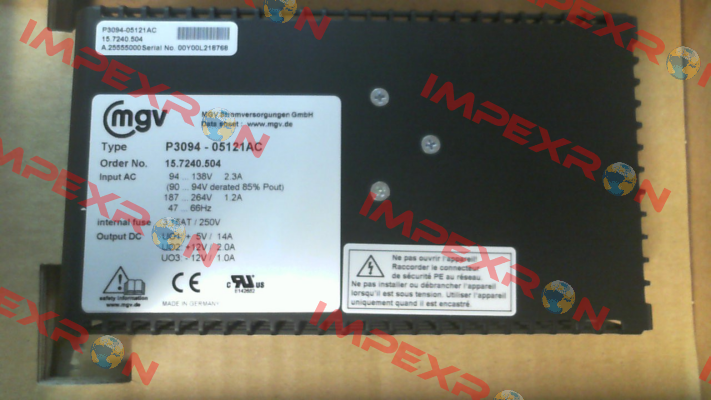 P3094-05121AC
15.7240.504
A.25555000Serial No. 00Y00L218768
mgv
MGV Stromversorgungen GmbH
www.mgv.de
Type P3094 - 05121AC
Order No. 15.7240.504
Input AC 94 ... 138V 2.3A
(90 ... 94V derated 85% Pout)
187 ... 264V 1.2A
47 ... 66Hz
internal fuse 250V
Output DC UO1 + 5V / 14A
UO2 +12V 2.0A
UO3 - 12V 1.0A
safety information
www.mgv.de
CE
C US
MADE IN GERMANY
Ne pas ouvrir l'appareil
Raccorder le connecteur
de sécurité PE au réseau.
Ne pas installer ou débrancher l'appareil
lorsqu'il est sous tension. Utiliser l'appareil
uniquement quand il est encastré.
IMPEXRON
IMPEXRON
IMPEXRON
IMPEXRON
IMPEXRON